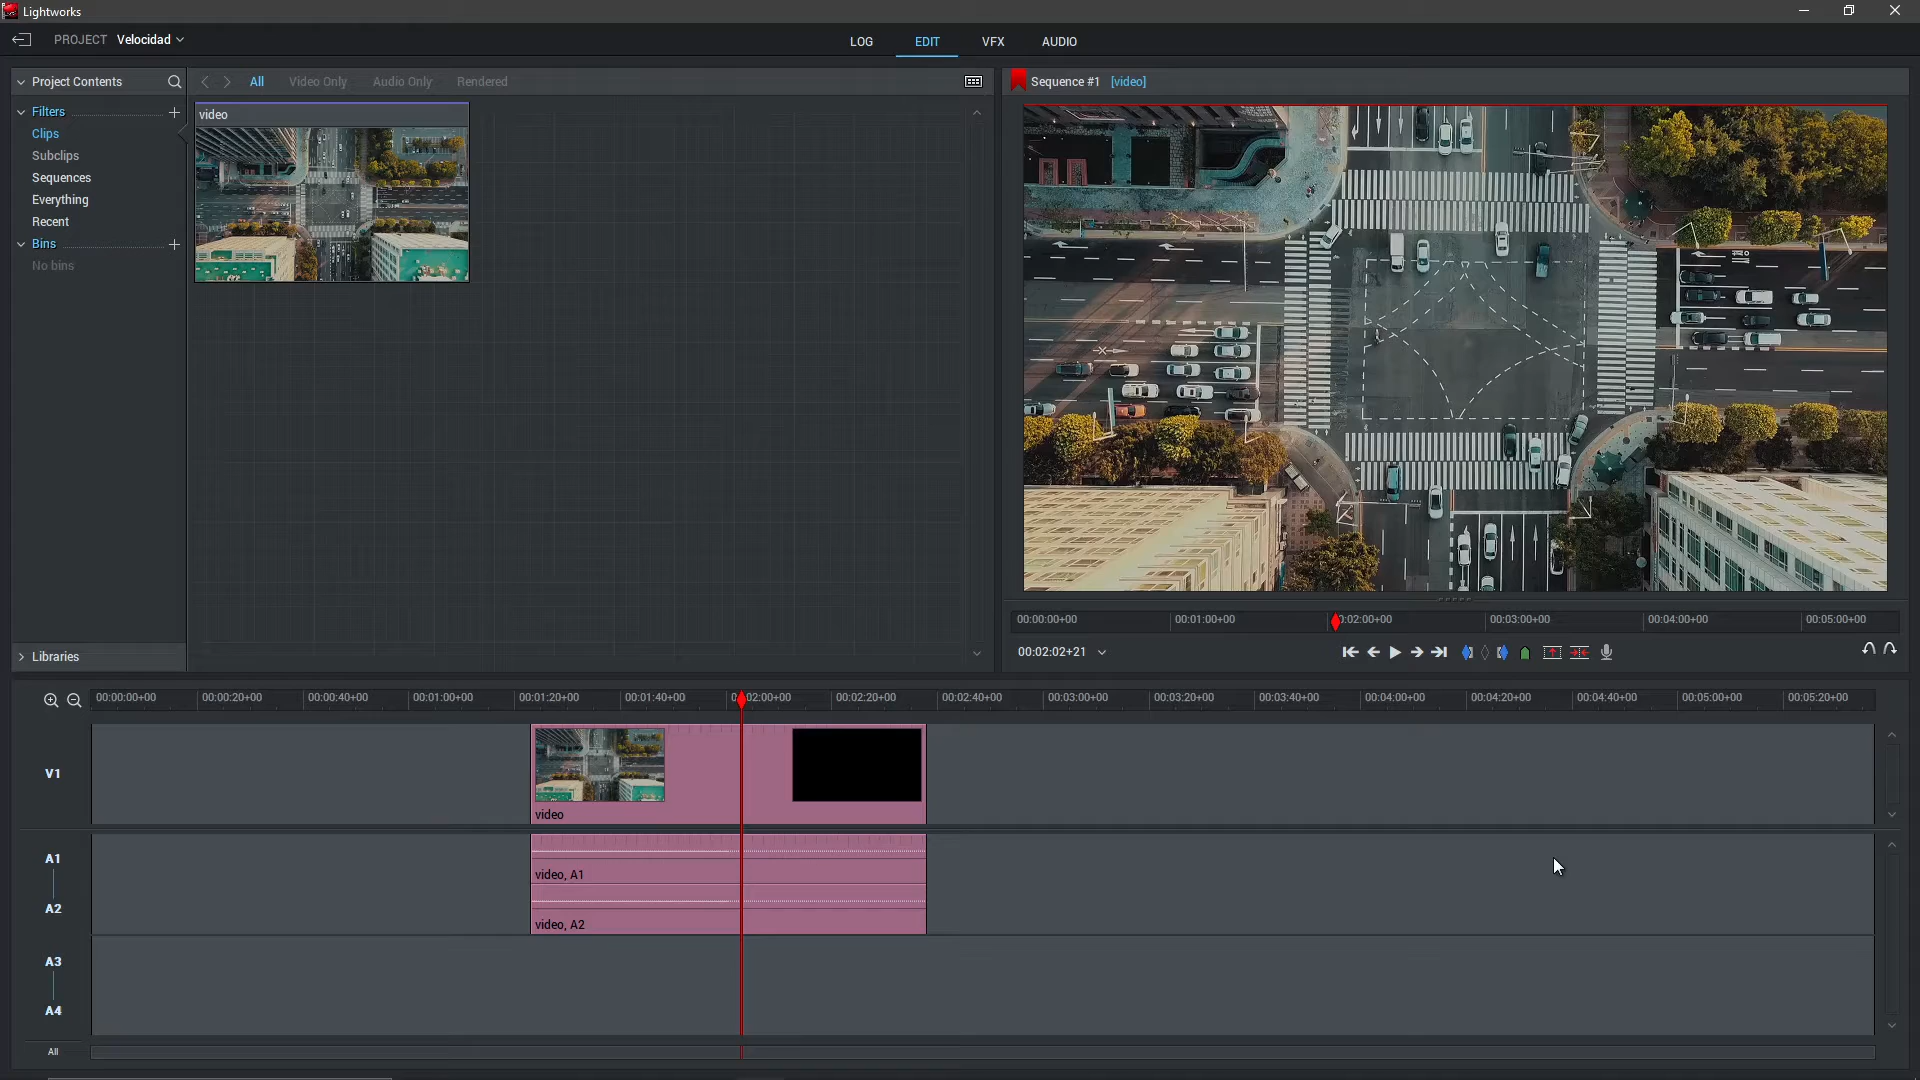 Lightworks
PROJECT Velocidad
LOG EDIT VFX AUDIO
Project Contents
All Video Only Audio Only Rendered
Sequence #1 [video]
Filters
Clips
Subclips
Sequences
Everything
Recent
Bins
No bins
Libraries
video
00:00:00+00 00:01:00+00 0:02:00+00 00:03:00+00 00:04:00+00 00:05:00+00
00:02:02+21
00:00:00+00 00:00:20+00 00:00:40+00 00:01:00+00 00:01:20+00 00:01:40+00 0:02:00+00 00:02:20+00 00:02:40+00 00:03:00+00 00:03:20+00 00:03:40+00 00:04:00+00 00:04:20+00 00:04:40+00 00:05:00+00 00:05:20+00
V1
video
A1
video, A1
A2
video, A2
A3
A4
All